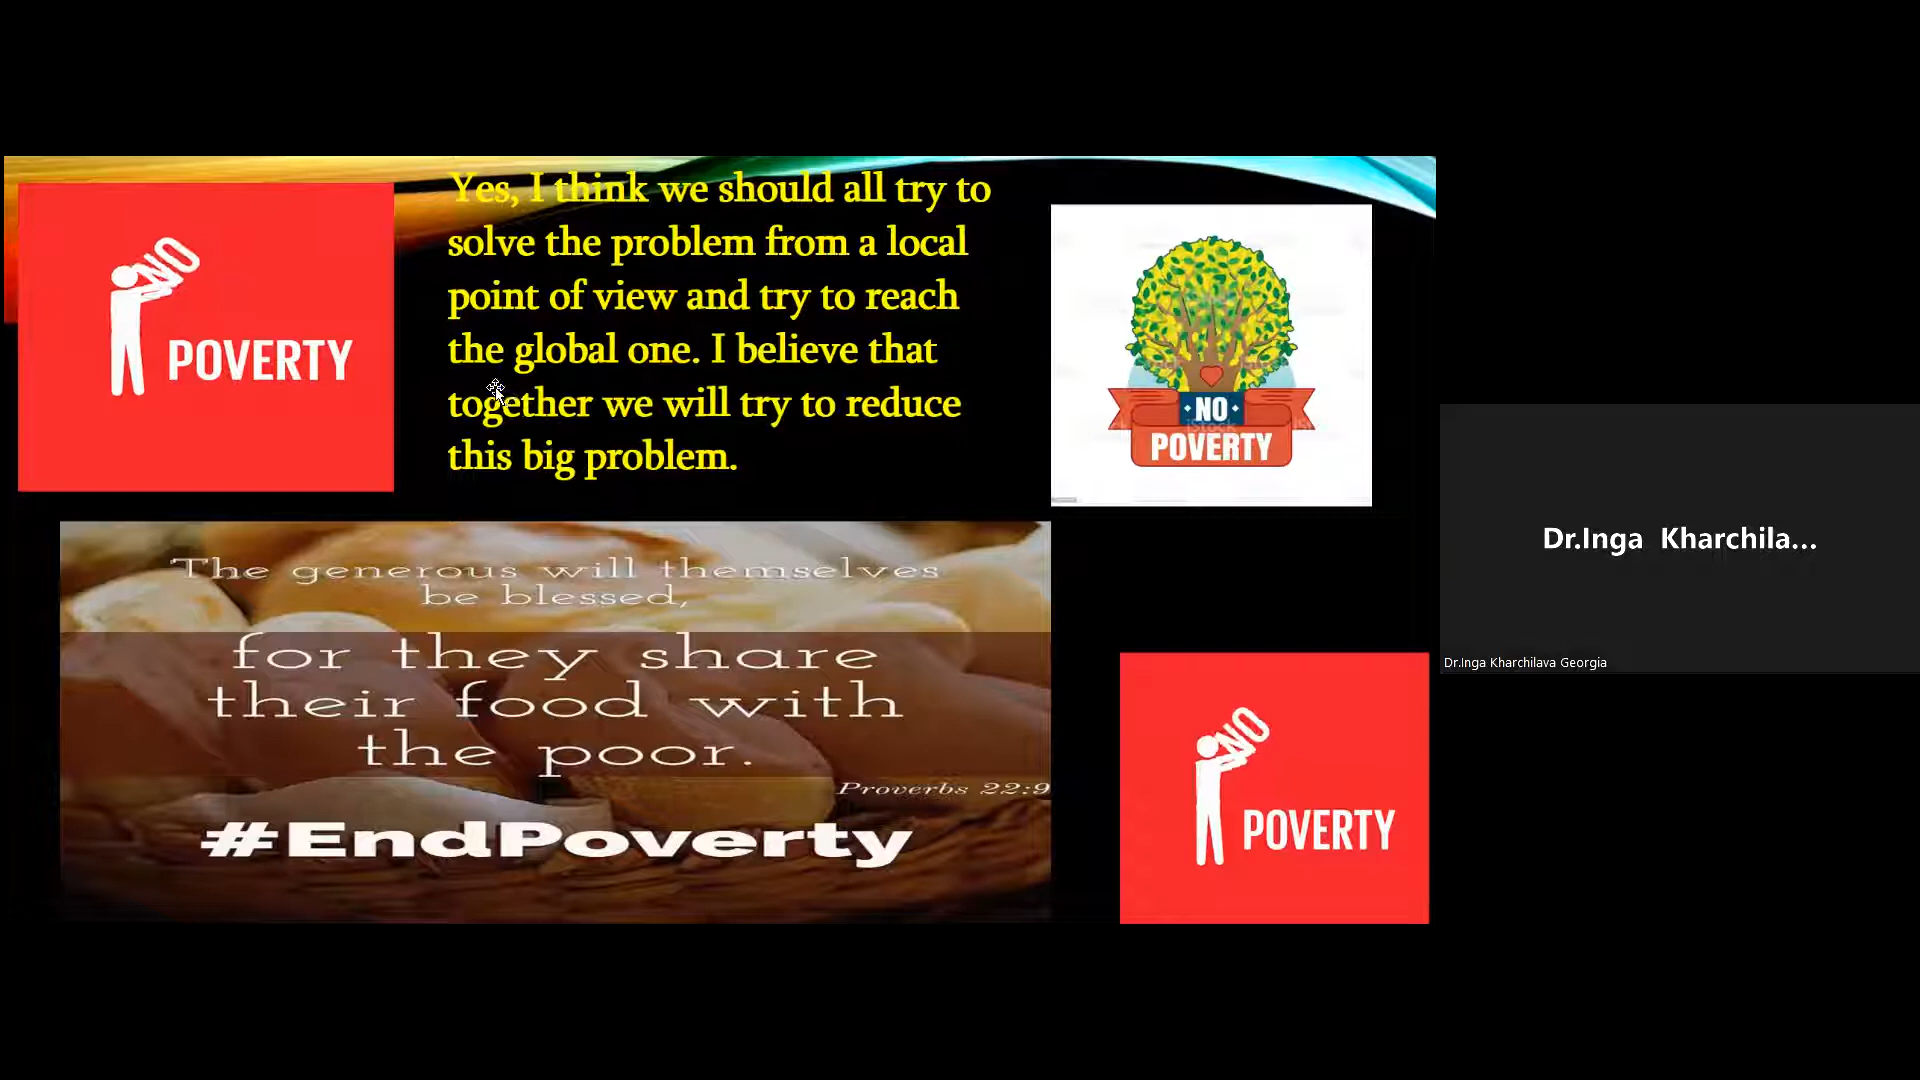 NO
POVERTY
Yes, I think we should all try to
solve the problem from a local
point of view and try to reach
the global one. I believe that
together we will try to reduce
this big problem.
NO
iStock
POVERTY
The generous will themselves
be blessed,
for they share
their food with
the poor.
Proverbs 22:9
#EndPoverty
NO
POVERTY
Dr.Inga Kharchila...
Dr.Inga Kharchilava Georgia